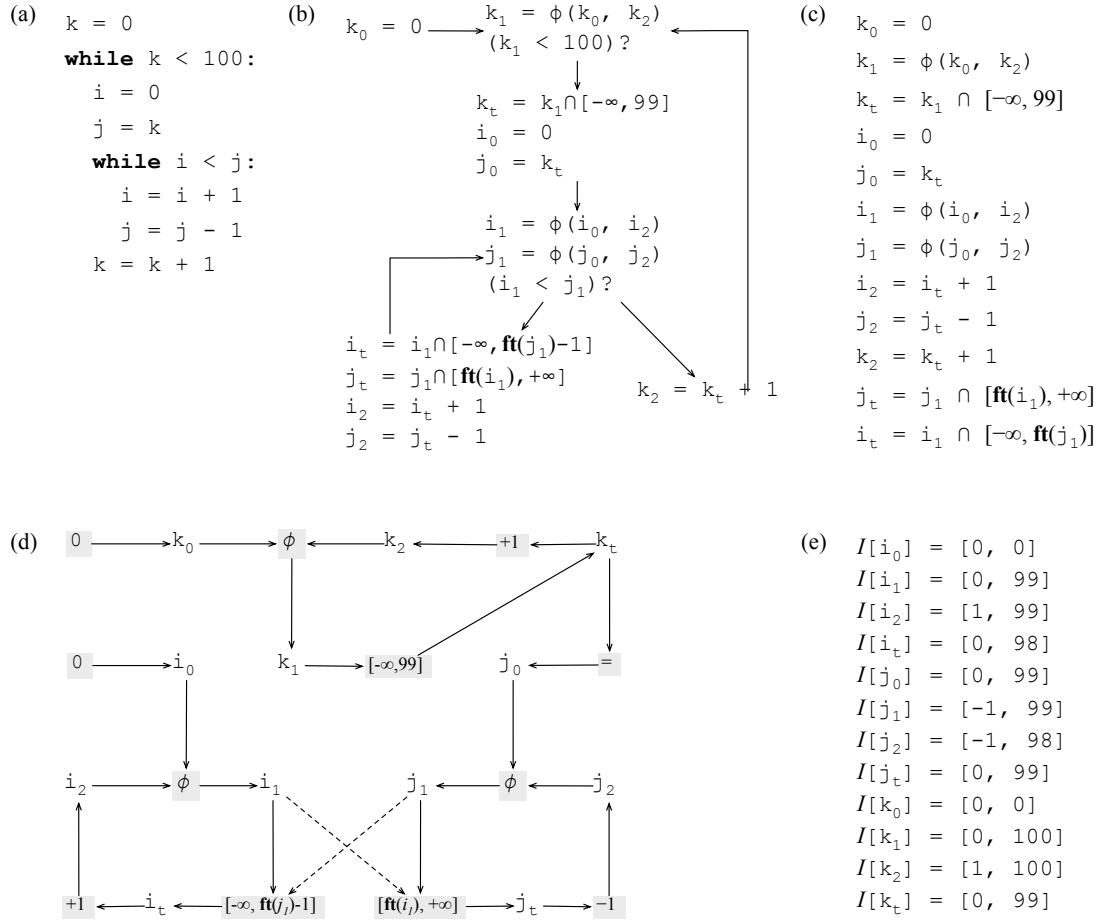 (a)
k = 0
while k < 100:
i = 0
j = k
while i < j:
i = i + 1
j = j - 1
k = k + 1
(b)
k₀ = 0
k₁ = ϕ(k₀, k₂)
(k₁ < 100)?
kₜ = k₁∩[-∞,99]
i₀ = 0
j₀ = kₜ
i₁ = ϕ(i₀, i₂)
j₁ = ϕ(j₀, j₂)
(i₁ < j₁)?
iₜ = i₁∩[-∞,ft(j₁)-1]
jₜ = j₁∩[ft(i₁),+∞]
i₂ = iₜ + 1
j₂ = jₜ - 1
k₂ = kₜ + 1
(c)
k₀ = 0
k₁ = ϕ(k₀, k₂)
kₜ = k₁ ∩ [−∞, 99]
i₀ = 0
j₀ = kₜ
i₁ = ϕ(i₀, i₂)
j₁ = ϕ(j₀, j₂)
i₂ = iₜ + 1
j₂ = jₜ - 1
k₂ = kₜ + 1
jₜ = j₁ ∩ [ft(i₁), +∞]
iₜ = i₁ ∩ [−∞, ft(j₁)]
(d)
0 k₀ ϕ k₂ +1 kₜ
0 i₀ k₁ [-∞,99] j₀ =
i₂ ϕ i₁ j₁ ϕ j₂
+1 iₜ [-∞, ft(j₁)-1] [ft(i₁), +∞] jₜ −1
(e)
I[i₀] = [0, 0]
I[i₁] = [0, 99]
I[i₂] = [1, 99]
I[iₜ] = [0, 98]
I[j₀] = [0, 99]
I[j₁] = [-1, 99]
I[j₂] = [-1, 98]
I[jₜ] = [0, 99]
I[k₀] = [0, 0]
I[k₁] = [0, 100]
I[k₂] = [1, 100]
I[kₜ] = [0, 99]